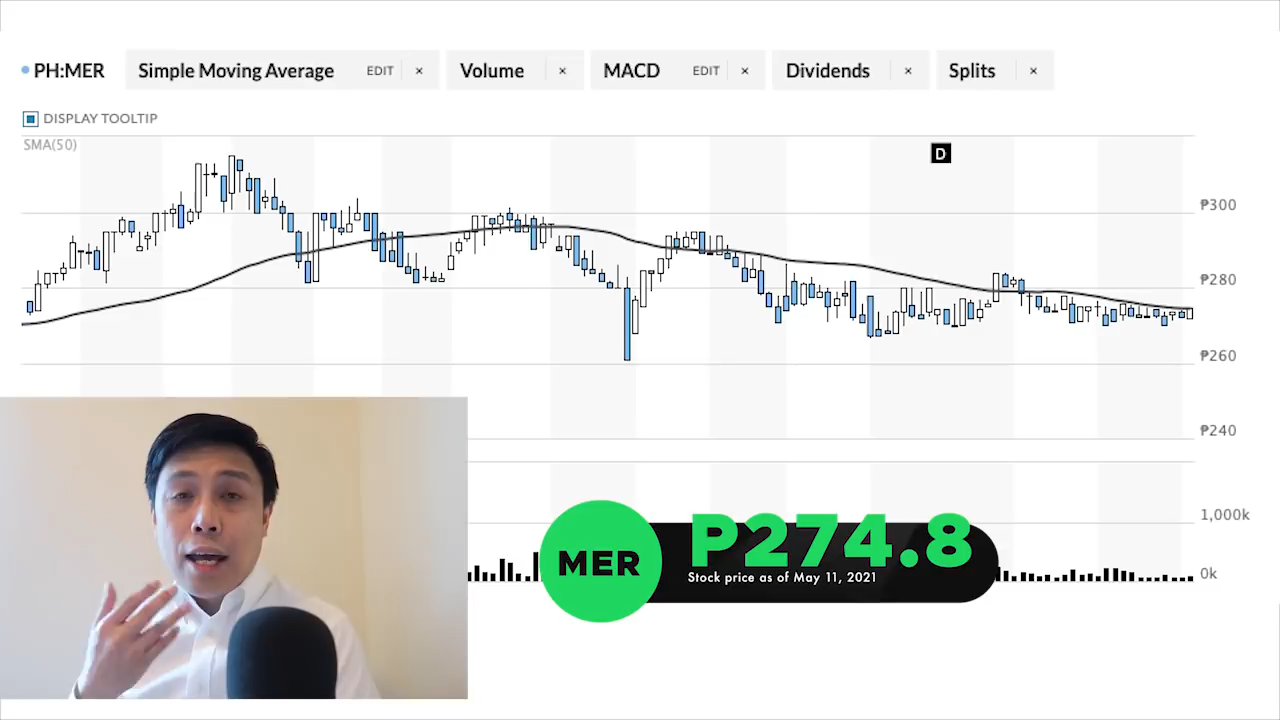 PH:MER Simple Moving Average EDIT × Volume × MACD EDIT × Dividends × Splits ×
DISPLAY TOOLTIP
SMA(50)
D
₱300
₱280
₱260
₱240
1,000k
0k
MER
P274.8
Stock price as of May 11, 2021